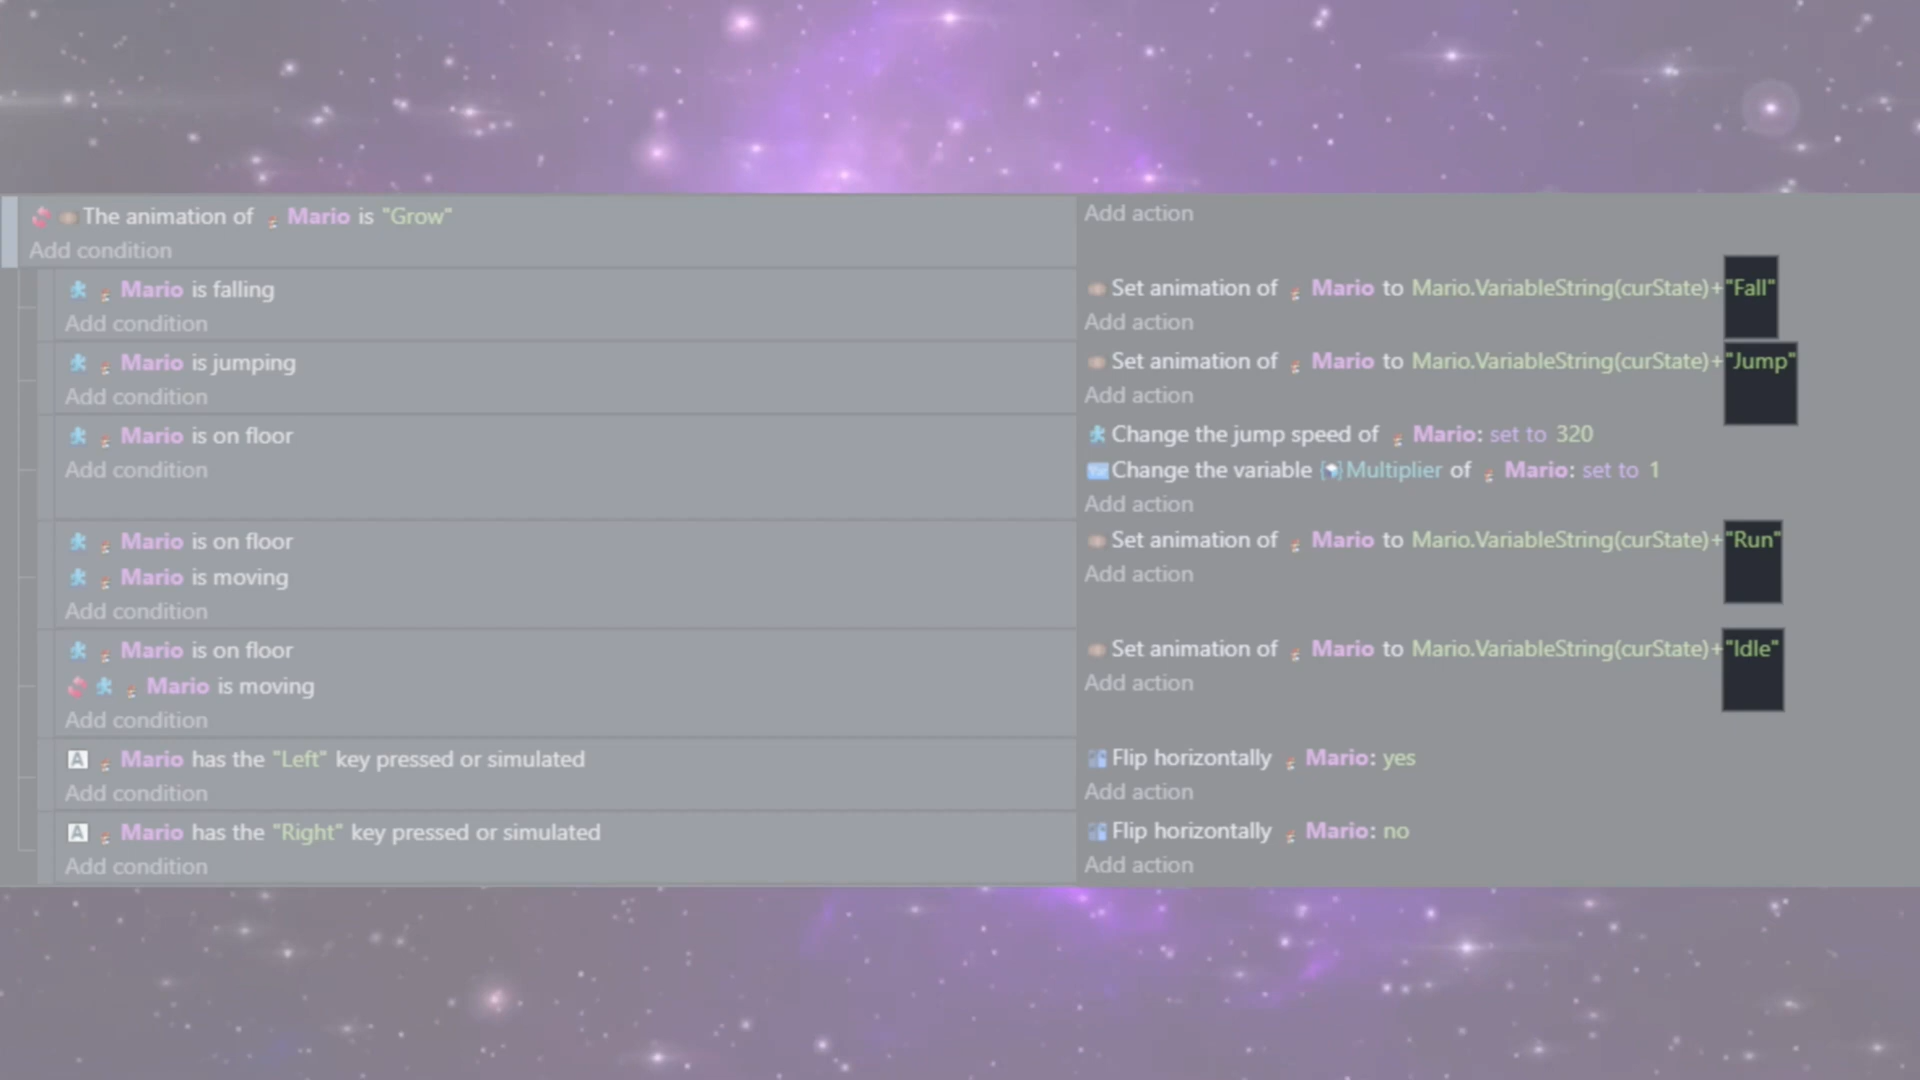 The animation of Mario is "Grow"
Add action
Add condition
Mario is falling
Set animation of Mario to Mario.VariableString(curState)+"Fall"
Add condition
Add action
Mario is jumping
Set animation of Mario to Mario.VariableString(curState)+"Jump"
Add condition
Add action
Mario is on floor
Change the jump speed of Mario: set to 320
Add condition
Change the variable Multiplier of Mario: set to 1
Add action
Mario is on floor
Set animation of Mario to Mario.VariableString(curState)+"Run"
Mario is moving
Add action
Add condition
Mario is on floor
Set animation of Mario to Mario.VariableString(curState)+"Idle"
Mario is moving
Add action
Add condition
A Mario has the "Left" key pressed or simulated
Flip horizontally Mario: yes
Add condition
Add action
A Mario has the "Right" key pressed or simulated
Flip horizontally Mario: no
Add condition
Add action